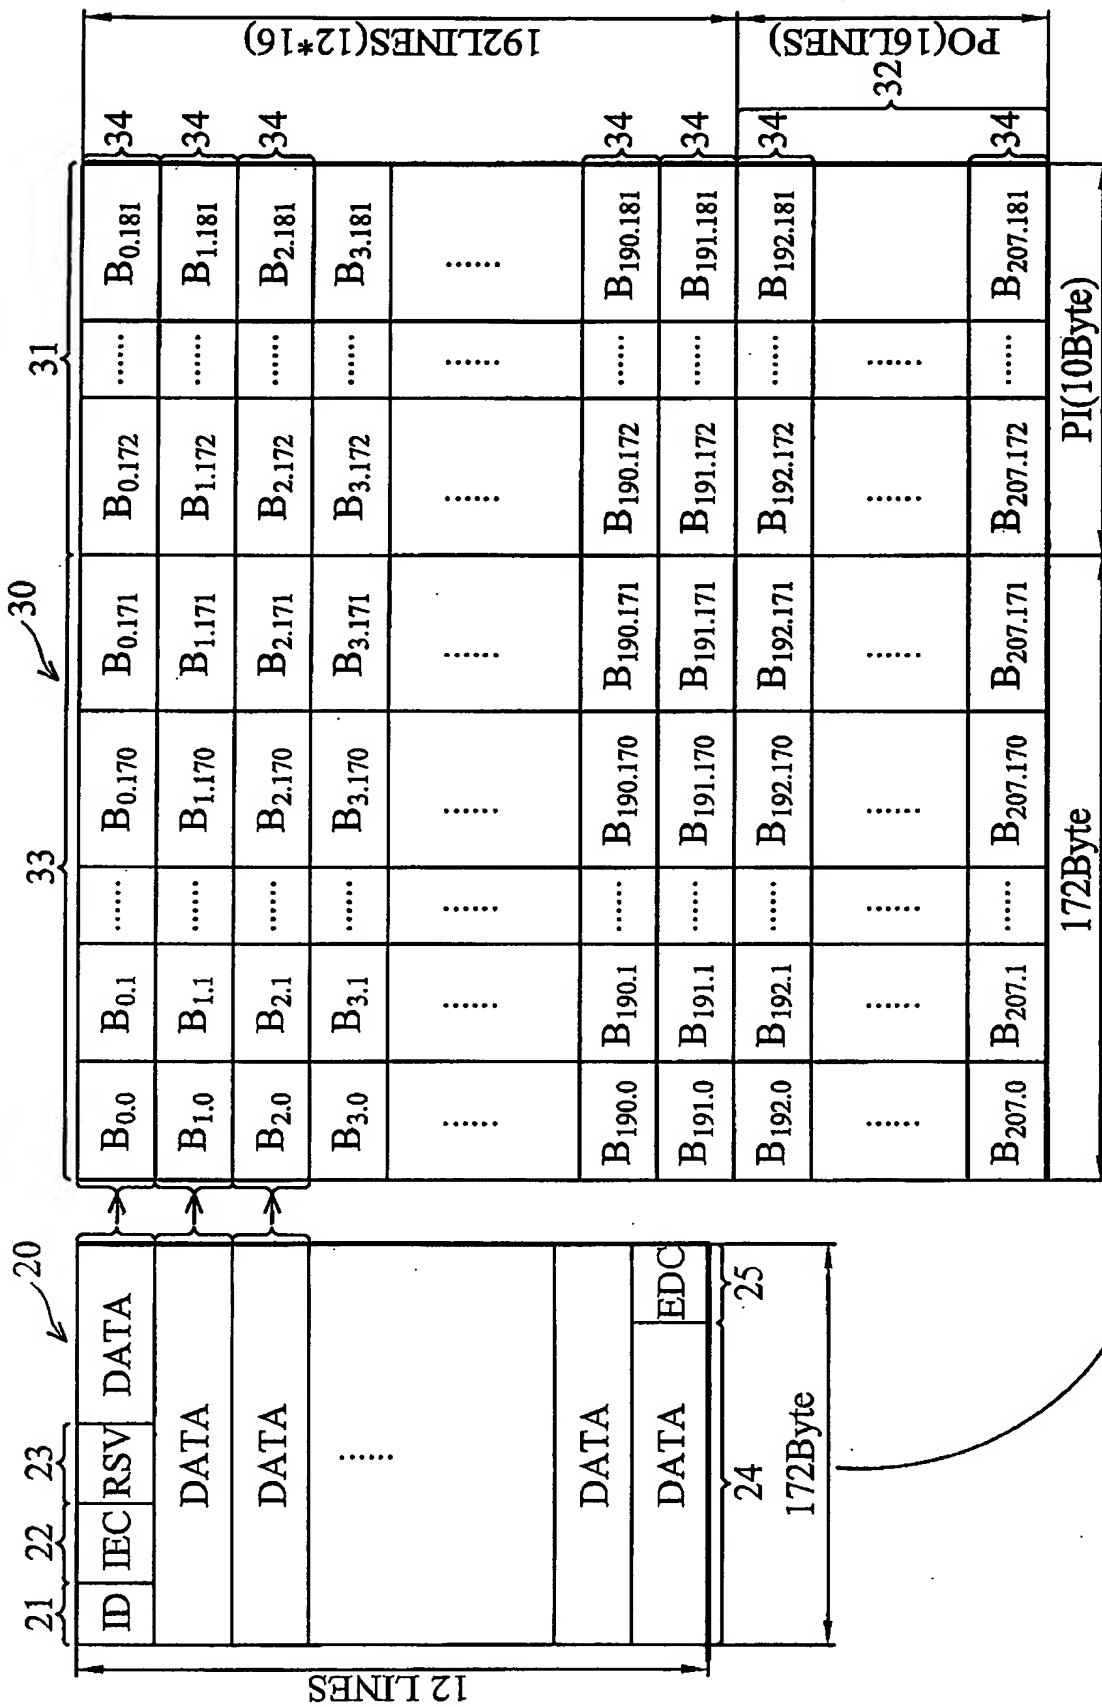 20
21 22 23
ID IEC RSV DATA
DATA
DATA
......
DATA
DATA EDC
24 25
172Byte
12 LINES
30
33 31
B0.0 B0.1 ...... B0.170 B0.171 B0.172 ...... B0.181 34
B1.0 B1.1 ...... B1.170 B1.171 B1.172 ...... B1.181 34
B2.0 B2.1 ...... B2.170 B2.171 B2.172 ...... B2.181 34
B3.0 B3.1 ...... B3.170 B3.171 B3.172 ...... B3.181
...... ...... ...... ...... ...... ...... ...... ......
B190.0 B190.1 ...... B190.170 B190.171 B190.172 ...... B190.181 34
B191.0 B191.1 ...... B191.170 B191.171 B191.172 ...... B191.181 34
B192.0 B192.1 ...... B192.170 B192.171 B192.172 ...... B192.181 34
...... ...... ...... ...... ...... ...... ......
B207.0 B207.1 ...... B207.170 B207.171 B207.172 ...... B207.181 34
172Byte PI(10Byte)
192LINES(12*16)
32
PO(16LINES)